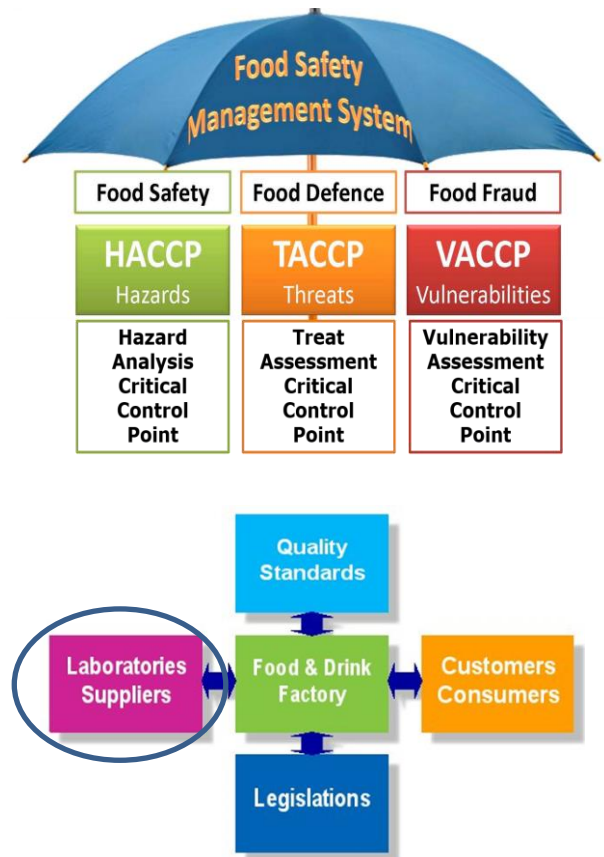 Food Safety
Management System
Food Safety
Food Defence
Food Fraud
HACCP
Hazards
TACCP
Threats
VACCP
Vulnerabilities
Hazard
Analysis
Critical
Control
Point
Treat
Assessment
Critical
Control
Point
Vulnerability
Assessment
Critical
Control
Point
Quality
Standards
Laboratories
Suppliers
Food & Drink
Factory
Customers
Consumers
Legislations